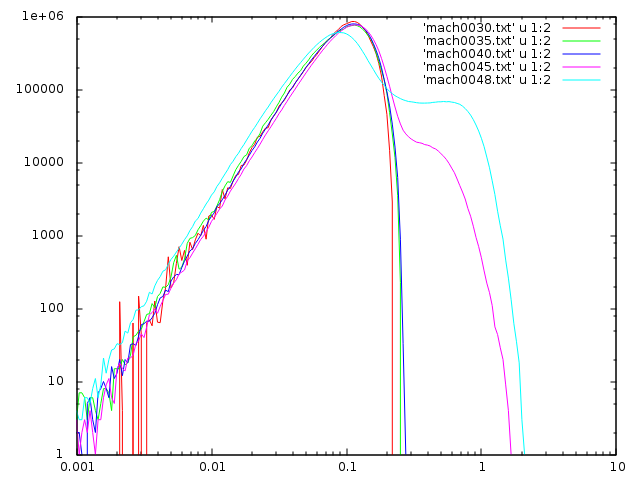 1e+06
100000
10000
1000
100
10
1
0.001
0.01
0.1
1
10
'mach0030.txt' u 1:2
'mach0035.txt' u 1:2
'mach0040.txt' u 1:2
'mach0045.txt' u 1:2
'mach0048.txt' u 1:2